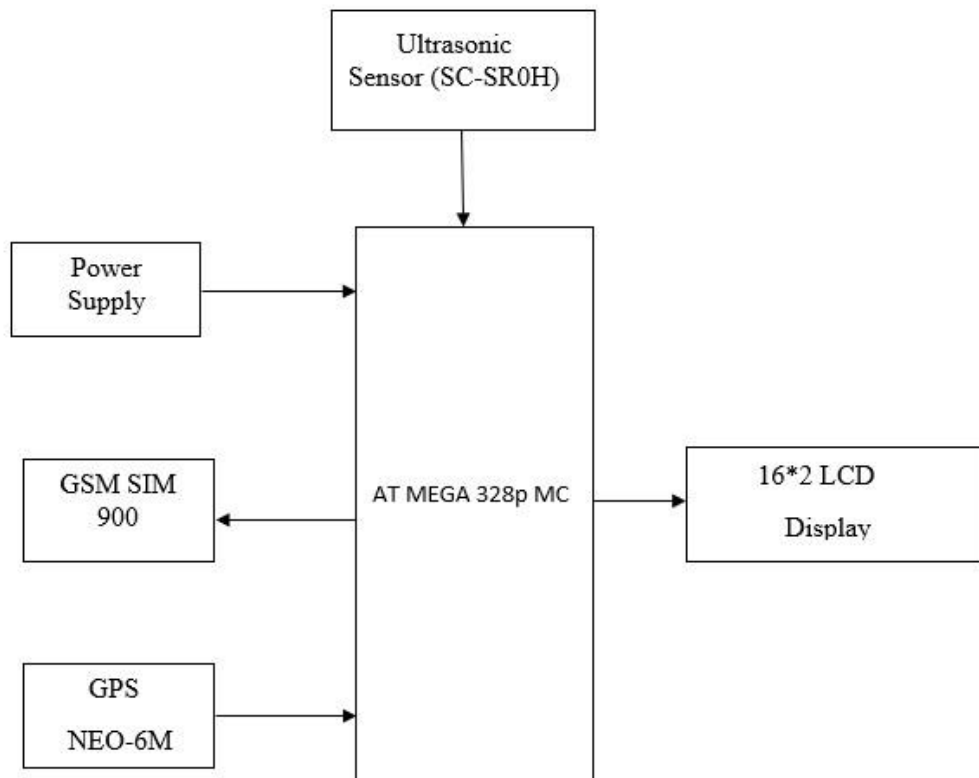 Ultrasonic
Sensor (SC-SR0H)
Power
Supply
GSM SIM
900
AT MEGA 328p MC
16*2 LCD
Display
GPS
NEO-6M